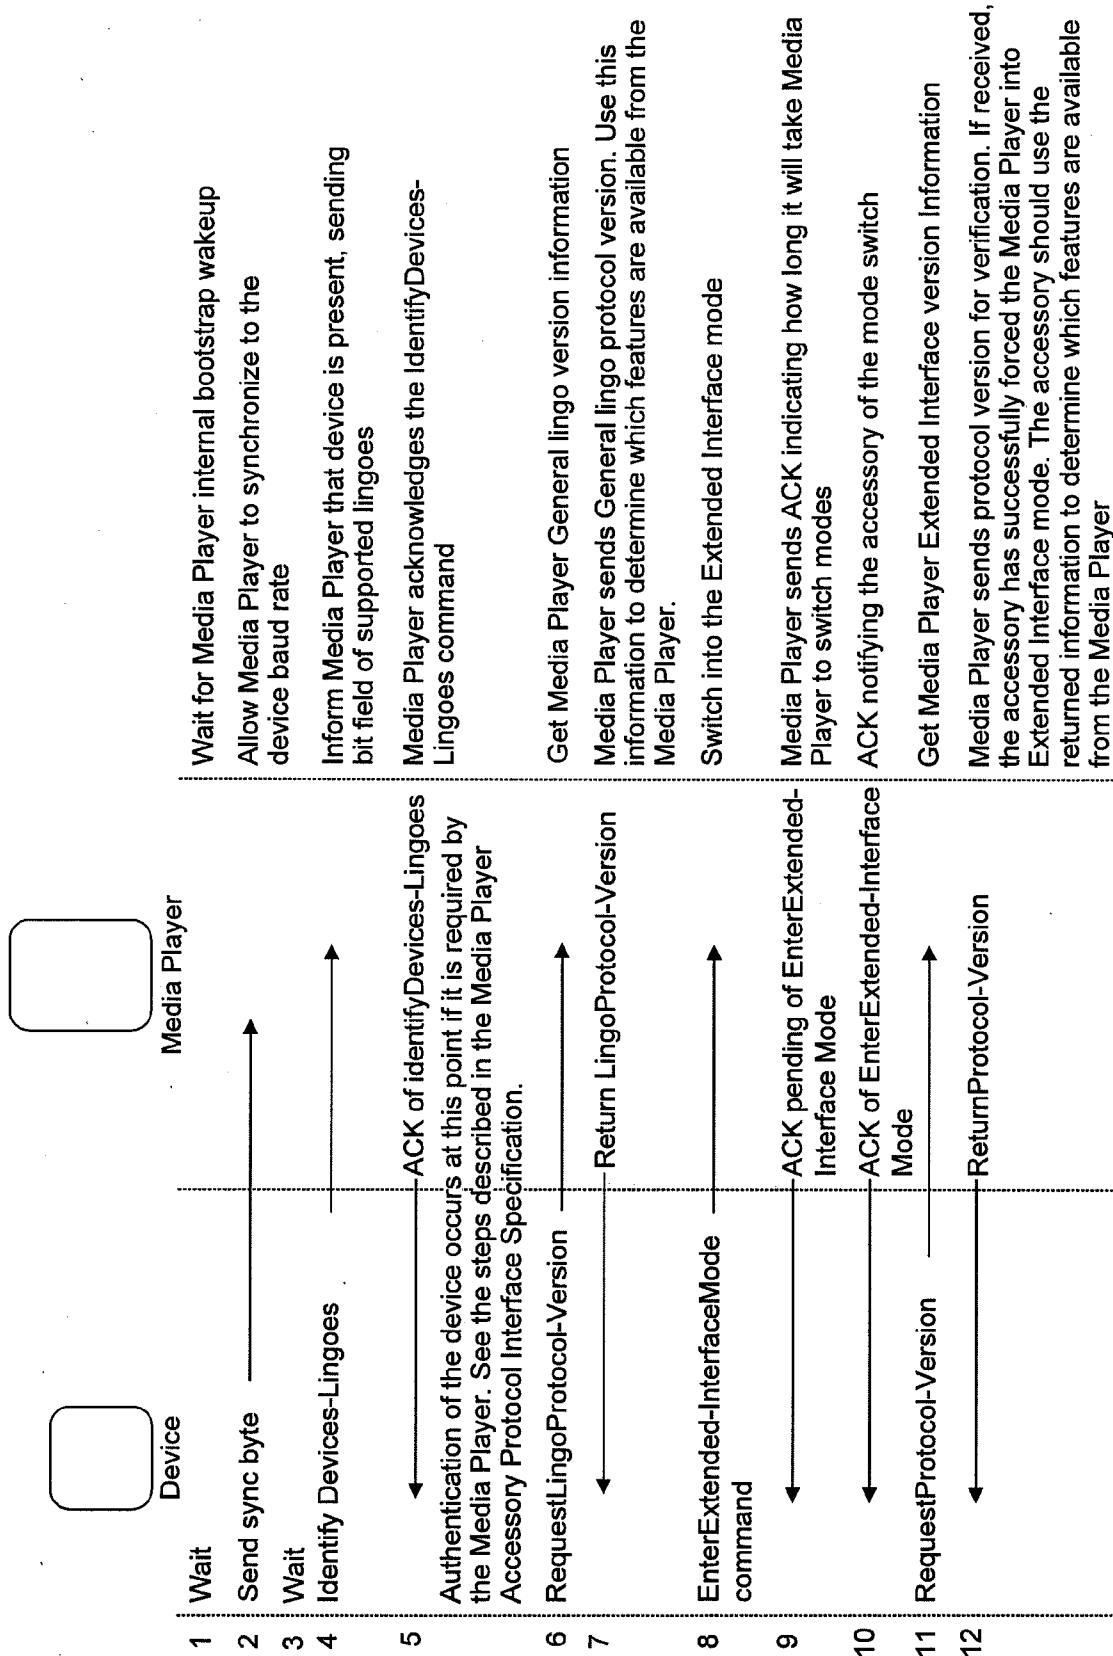 Device
Media Player
1 Wait
Wait for Media Player internal bootstrap wakeup
2 Send sync byte
Allow Media Player to synchronize to the
device baud rate
3 Wait
4 Identify Devices-Lingoes
Inform Media Player that device is present, sending
bit field of supported lingoes
5
ACK of identifyDevices-Lingoes
Media Player acknowledges the IdentifyDevices-
Lingoes command
Authentication of the device occurs at this point if it is required by
the Media Player. See the steps described in the Media Player
Accessory Protocol Interface Specification.
6 RequestLingoProtocol-Version
Get Media Player General lingo version information
7
Return LingoProtocol-Version
Media Player sends General lingo protocol version. Use this
information to determine which features are available from the
Media Player.
8 EnterExtended-InterfaceMode
command
Switch into the Extended Interface mode
9
ACK pending of EnterExtended-
Interface Mode
Media Player sends ACK indicating how long it will take Media
Player to switch modes
10
ACK of EnterExtended-Interface
Mode
ACK notifying the accessory of the mode switch
11 RequestProtocol-Version
Get Media Player Extended Interface version Information
12
ReturnProtocol-Version
Media Player sends protocol version for verification. If received,
the accessory has successfully forced the Media Player into
Extended Interface mode. The accessory should use the
returned information to determine which features are available
from the Media Player